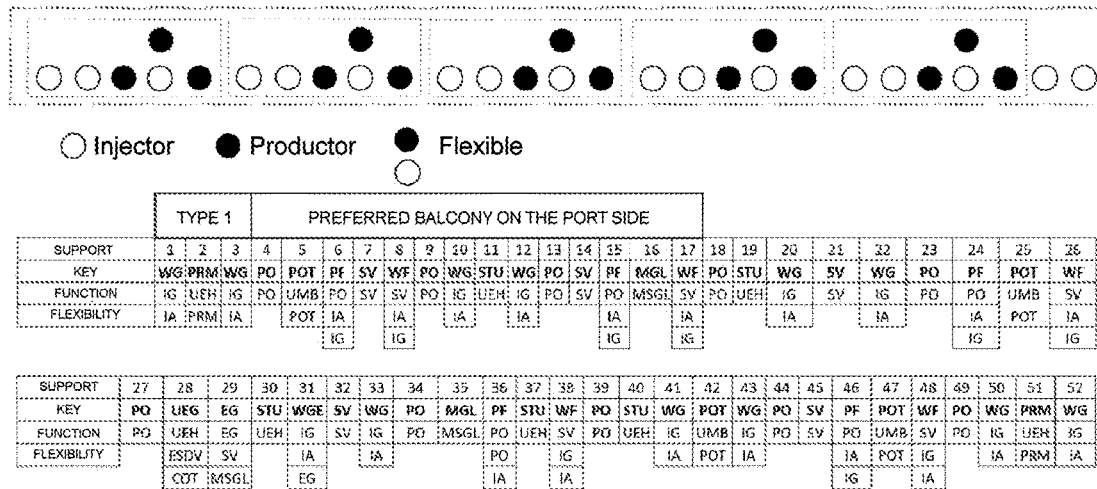 Injector Productor Flexible
TYPE 1 PREFERRED BALCONY ON THE PORT SIDE
SUPPORT 1 2 3 4 5 6 7 8 9 10 11 12 13 14 15 16 17 18 19 20 21 22 23 24 25 26
KEY WG PRM WG PO POT PF SV WF PO WG STU WG PO SV PF MGL WF PO STU WG SV WG PO PF POT WF
FUNCTION IG UEH IG PO UMB PO SV SV PO IG UEH IG PO SV PO MSGL SV PO UEH IG SV IG PO PO UMB SV
FLEXIBILITY IA PRM IA POT IA IA IA IA IA IA IA IA IA POT IA
IG IG IG IG IG IG
SUPPORT 27 28 29 30 31 32 33 34 35 36 37 38 39 40 41 42 43 44 45 46 47 48 49 50 51 52
KEY PO UEG EG STU WGE SV WG PO MGL PF STU WF PO STU WG POT WG PO SV PF POT WF PO WG PRM WG
FUNCTION PO UEH EG UEH IG SV IG PO MSGL PO UEH SV PO UEH IG UMB IG PO SV PO UMB SV PO IG UEH IG
FLEXIBILITY ESDV SV IA IA PO IG IA POT IA IA POT IG IA PRM IA
COT MSGL EG IA IA IG IA